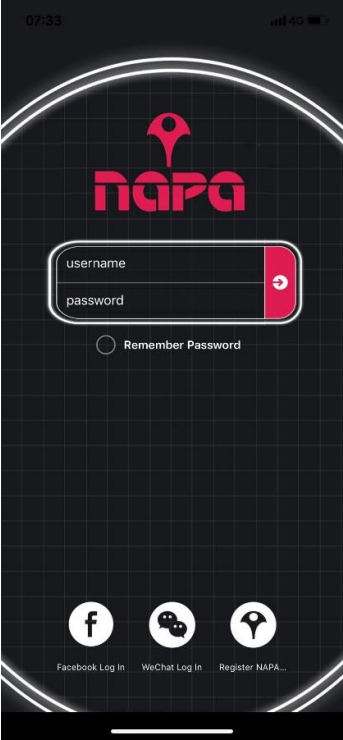 07:33
4G
napa
username
password
Remember Password
Facebook Log In
WeChat Log In
Register NAPA...